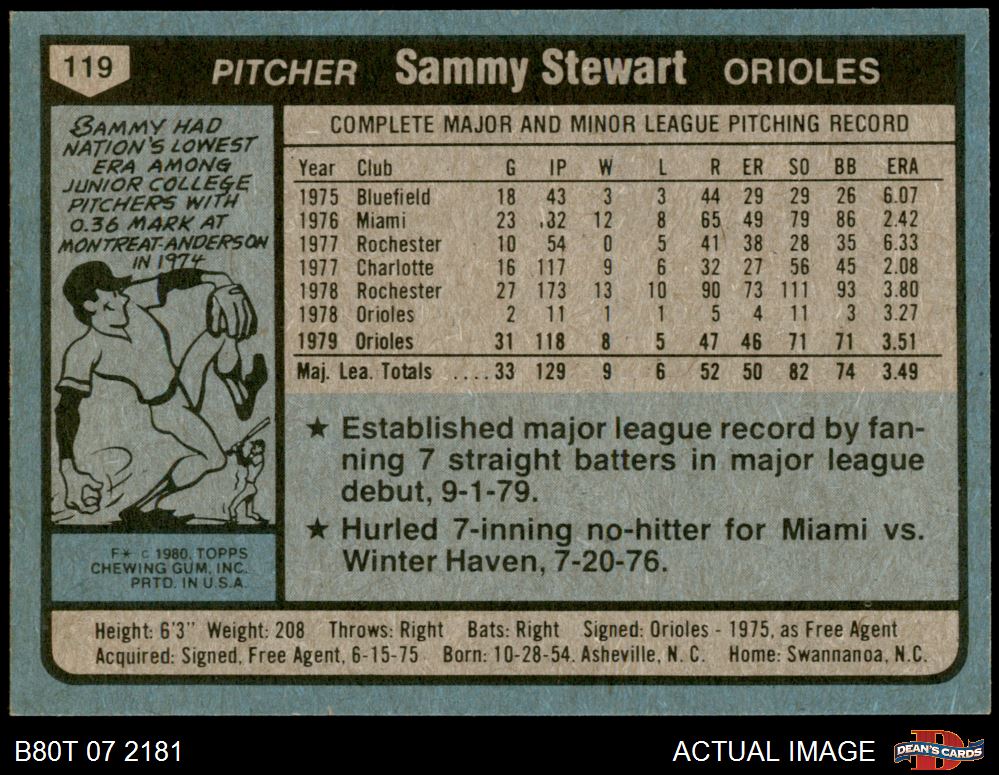 119 PITCHER Sammy Stewart ORIOLES
SAMMY HAD
NATION'S LOWEST
ERA AMONG
JUNIOR COLLEGE
PITCHERS WITH
0.36 MARK AT
MONTREAT-ANDERSON
IN 1974
COMPLETE MAJOR AND MINOR LEAGUE PITCHING RECORD
Year Club G IP W L R ER SO BB ERA
1975 Bluefield 18 43 3 3 44 29 29 26 6.07
1976 Miami 23 .32 12 8 65 49 79 86 2.42
1977 Rochester 10 54 0 5 41 38 28 35 6.33
1977 Charlotte 16 117 9 6 32 27 56 45 2.08
1978 Rochester 27 173 13 10 90 73 111 93 3.80
1978 Orioles 2 11 1 1 5 4 11 3 3.27
1979 Orioles 31 118 8 5 47 46 71 71 3.51
Maj. Lea. Totals ....33 129 9 6 52 50 82 74 3.49
★ Established major league record by fan-
ning 7 straight batters in major league
debut, 9-1-79.
★ Hurled 7-inning no-hitter for Miami vs.
Winter Haven, 7-20-76.
F* © 1980, TOPPS
CHEWING GUM, INC.
PRTD. IN U.S.A.
Height: 6'3" Weight: 208 Throws: Right Bats: Right Signed: Orioles - 1975, as Free Agent
Acquired: Signed, Free Agent, 6-15-75 Born: 10-28-54. Asheville, N. C. Home: Swannanoa, N.C.
B80T 07 2181 ACTUAL IMAGE DEAN'S CARDS